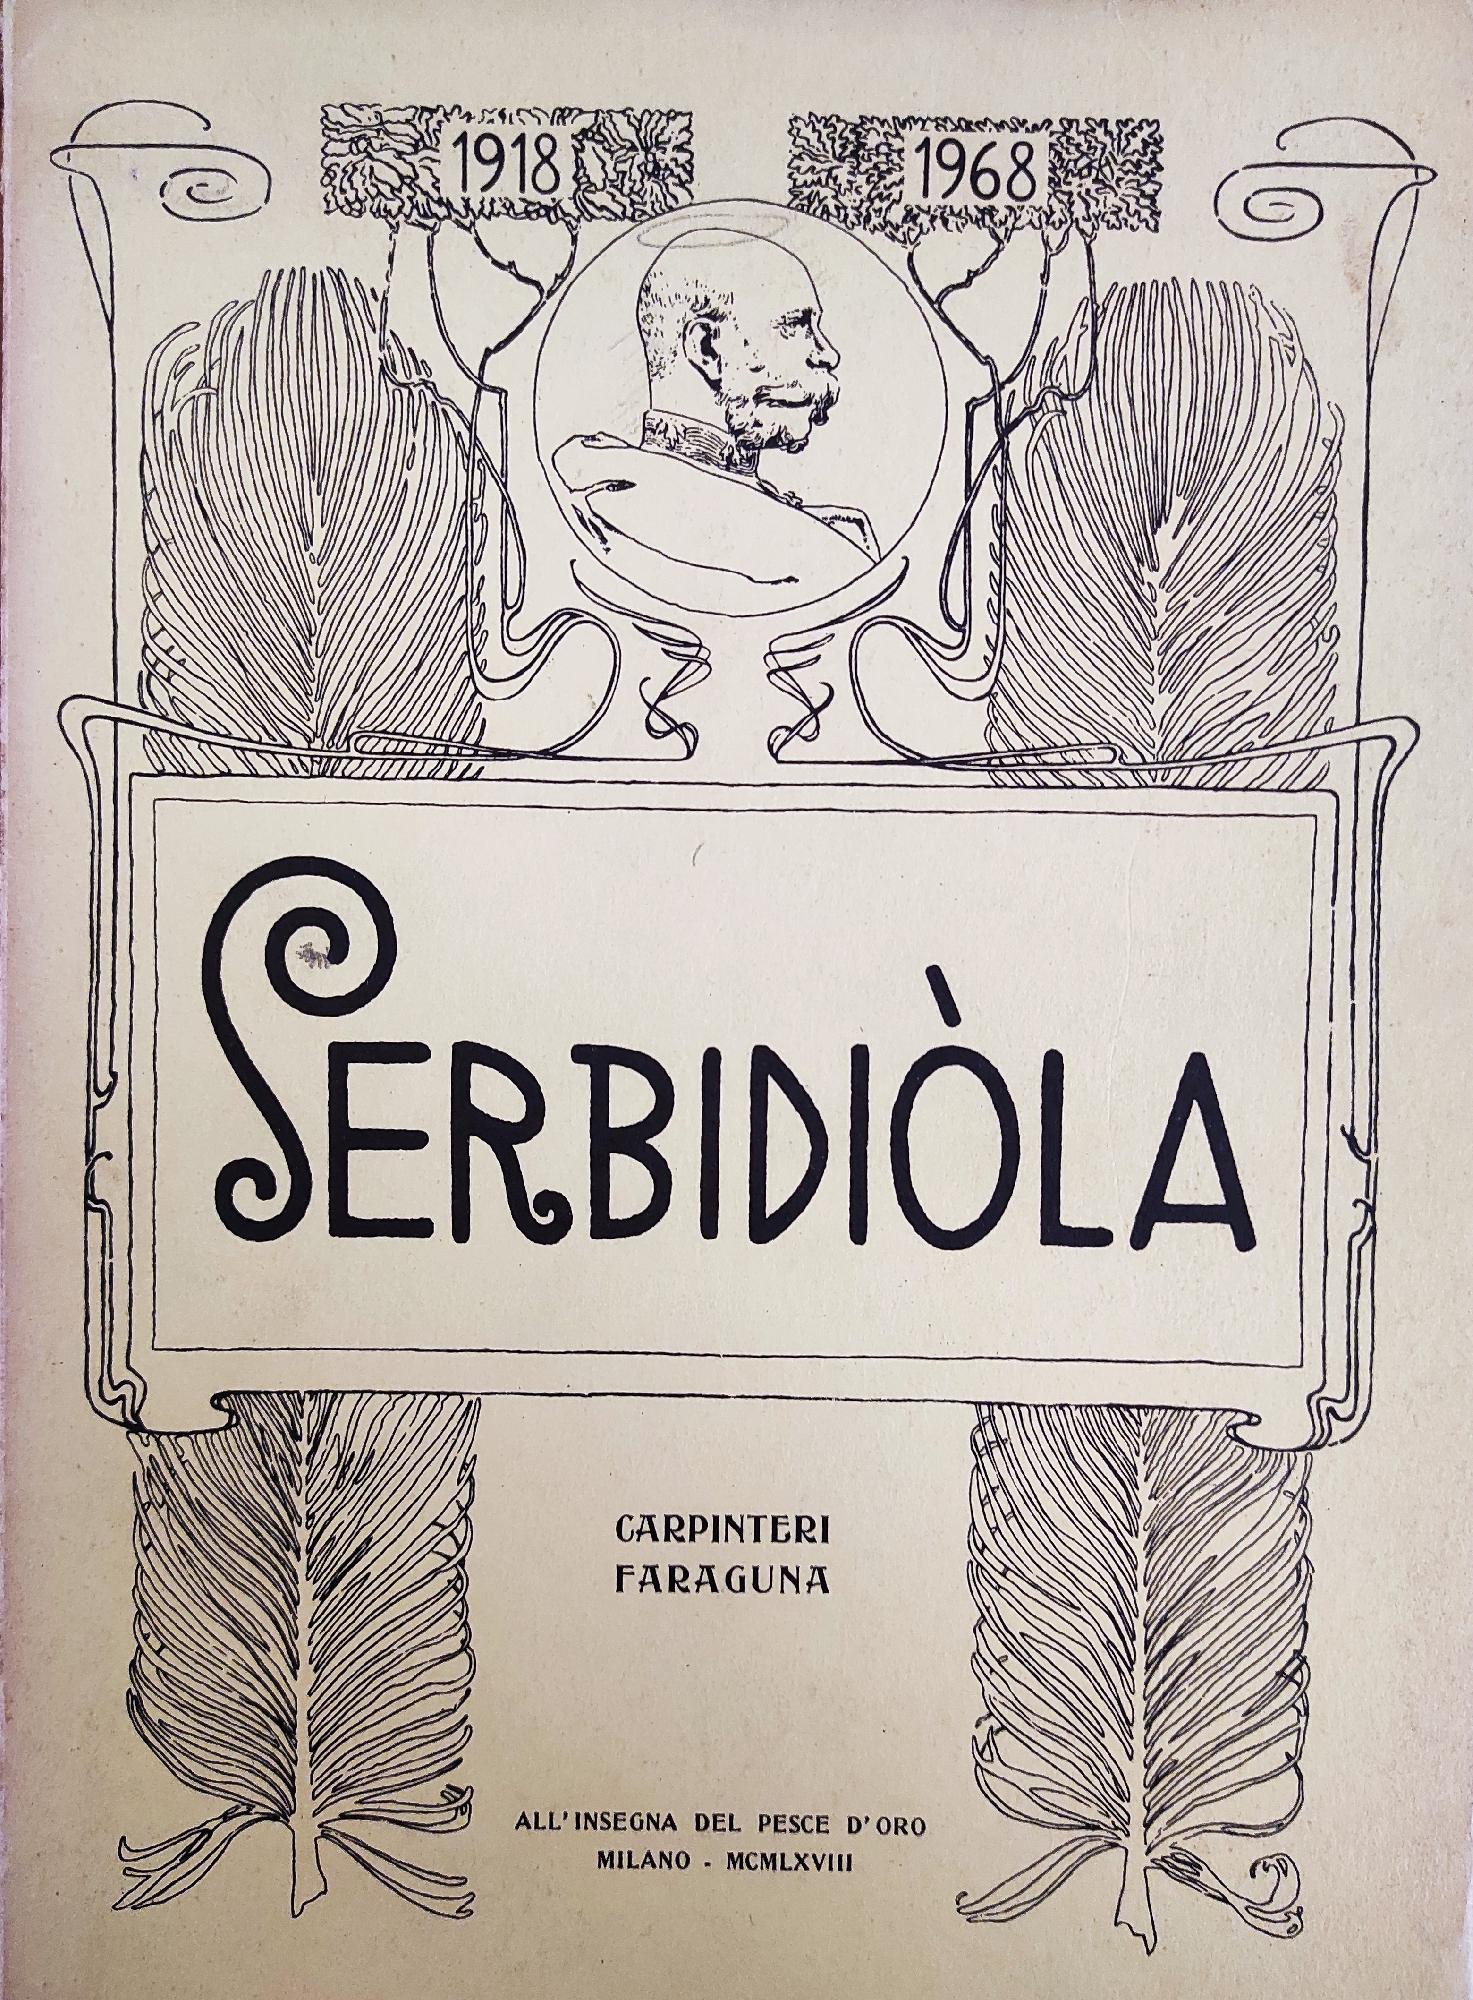 1918 1968
SERBIDIÒLA
CARPINTERI
FARAGUNA
ALL'INSEGNA DEL PESCE D'ORO
MILANO - MCMLXVIII